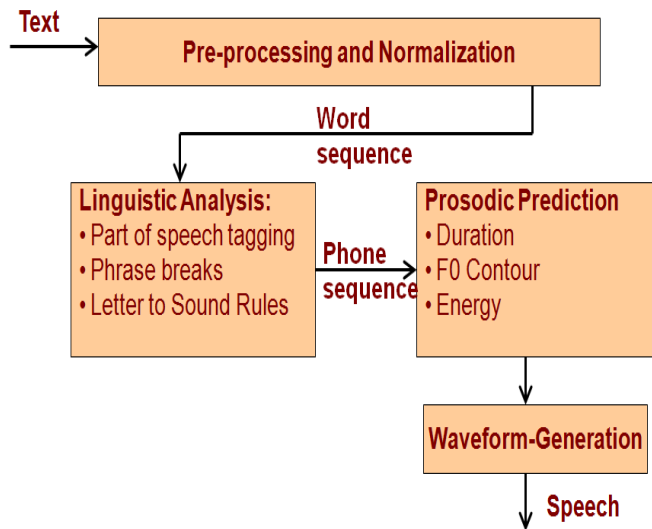 Text
Pre-processing and Normalization
Word
sequence
Linguistic Analysis:
• Part of speech tagging
• Phrase breaks
• Letter to Sound Rules
Phone
sequence
Prosodic Prediction
• Duration
• F0 Contour
• Energy
Waveform-Generation
Speech